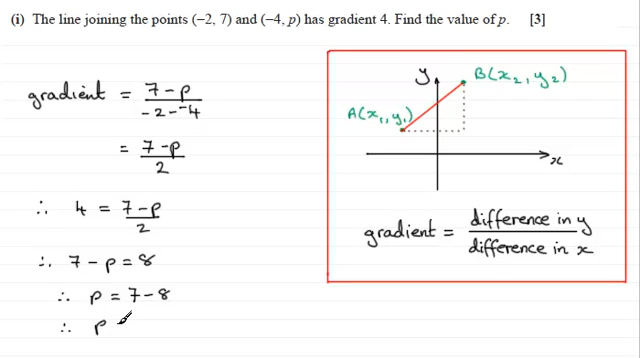 (i) The line joining the points (−2, 7) and (−4, p) has gradient 4. Find the value of p. [3]
gradient = 7 − p / −2 − −4
= 7 − p / 2
∴ 4 = 7 − p / 2
∴ 7 − p = 8
∴ p = 7 − 8
∴ p
y
B(x₂, y₂)
A(x₁, y₁)
x
gradient = difference in y / difference in x